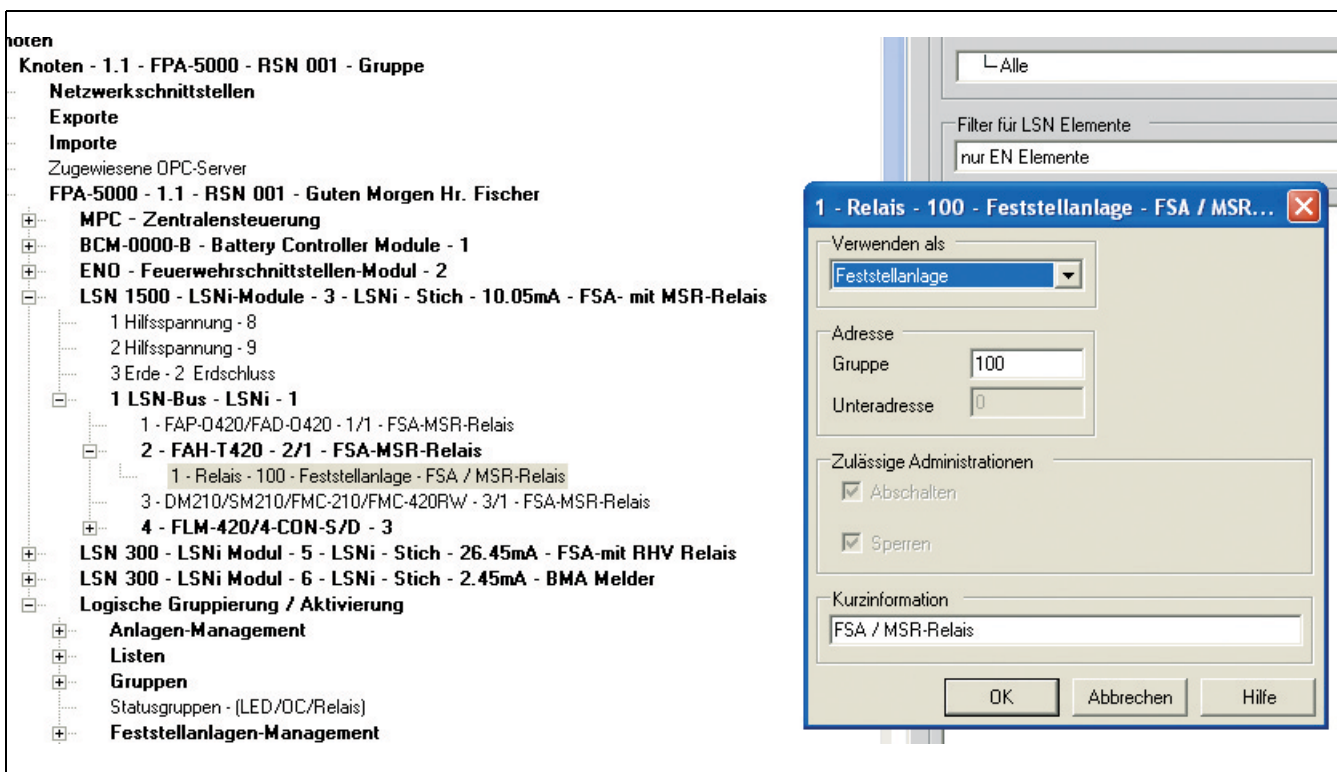 noten
Knoten - 1.1 - FPA-5000 - RSN 001 - Gruppe
Netzwerkschnittstellen
Exporte
Importe
Zugewiesene OPC-Server
FPA-5000 - 1.1 - RSN 001 - Guten Morgen Hr. Fischer
MPC - Zentralensteuerung
BCM-0000-B - Battery Controller Module - 1
ENO - Feuerwehrschnittstellen-Modul - 2
LSN 1500 - LSNi-Module - 3 - LSNi - Stich - 10.05mA - FSA- mit MSR-Relais
1 Hilfsspannung - 8
2 Hilfsspannung - 9
3 Erde - 2 Erdschluss
1 LSN-Bus - LSNi - 1
1 - FAP-O420/FAD-O420 - 1/1 - FSA-MSR-Relais
2 - FAH-T420 - 2/1 - FSA-MSR-Relais
1 - Relais - 100 - Feststellanlage - FSA / MSR-Relais
3 - DM210/SM210/FMC-210/FMC-420RW - 3/1 - FSA-MSR-Relais
4 - FLM-420/4-CON-S/D - 3
LSN 300 - LSNi Modul - 5 - LSNi - Stich - 26.45mA - FSA-mit RHV Relais
LSN 300 - LSNi Modul - 6 - LSNi - Stich - 2.45mA - BMA Melder
Logische Gruppierung / Aktivierung
Anlagen-Management
Listen
Gruppen
Statusgruppen - (LED/OC/Relais)
Feststellanlagen-Management
Alle
Filter für LSN Elemente
nur EN Elemente
1 - Relais - 100 - Feststellanlage - FSA / MSR...
Verwenden als
Feststellanlage
Adresse
Gruppe 100
Unteradresse 0
Zulässige Administrationen
Abschalten
Sperren
Kurzinformation
FSA / MSR-Relais
OK Abbrechen Hilfe